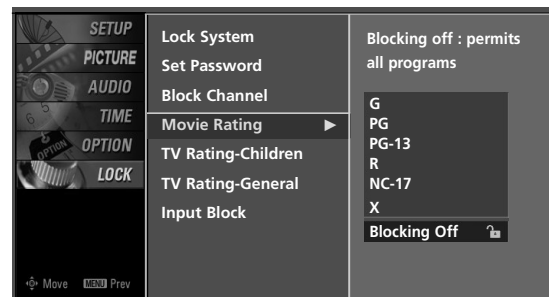 SETUP
PICTURE
AUDIO
TIME
OPTION
LOCK
Move MENU Prev
Lock System
Set Password
Block Channel
Movie Rating
TV Rating-Children
TV Rating-General
Input Block
Blocking off : permits
all programs
G
PG
PG-13
R
NC-17
X
Blocking Off